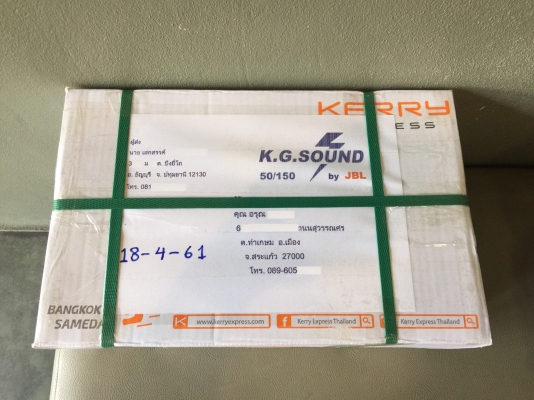 KERRY
ESS
ผู้ส่ง
นาย เสกสรรค์
3 ม ต. บึงยี่โถ
อ. ธัญบุรี จ. ปทุมธานี 12130
โทร. 081
K.G.SOUND
50/150 by JBL
คุณ อรุณ
6 ถนนสุวรรณศร
ต.ท่าเกษม อ.เมือง
จ.สระแก้ว 27000
โทร. 089-605
18-4-61
BANGKOK
SAMEDA
www.kerryexpress.com
Kerry Express Thailand
Kerry Express Thailand